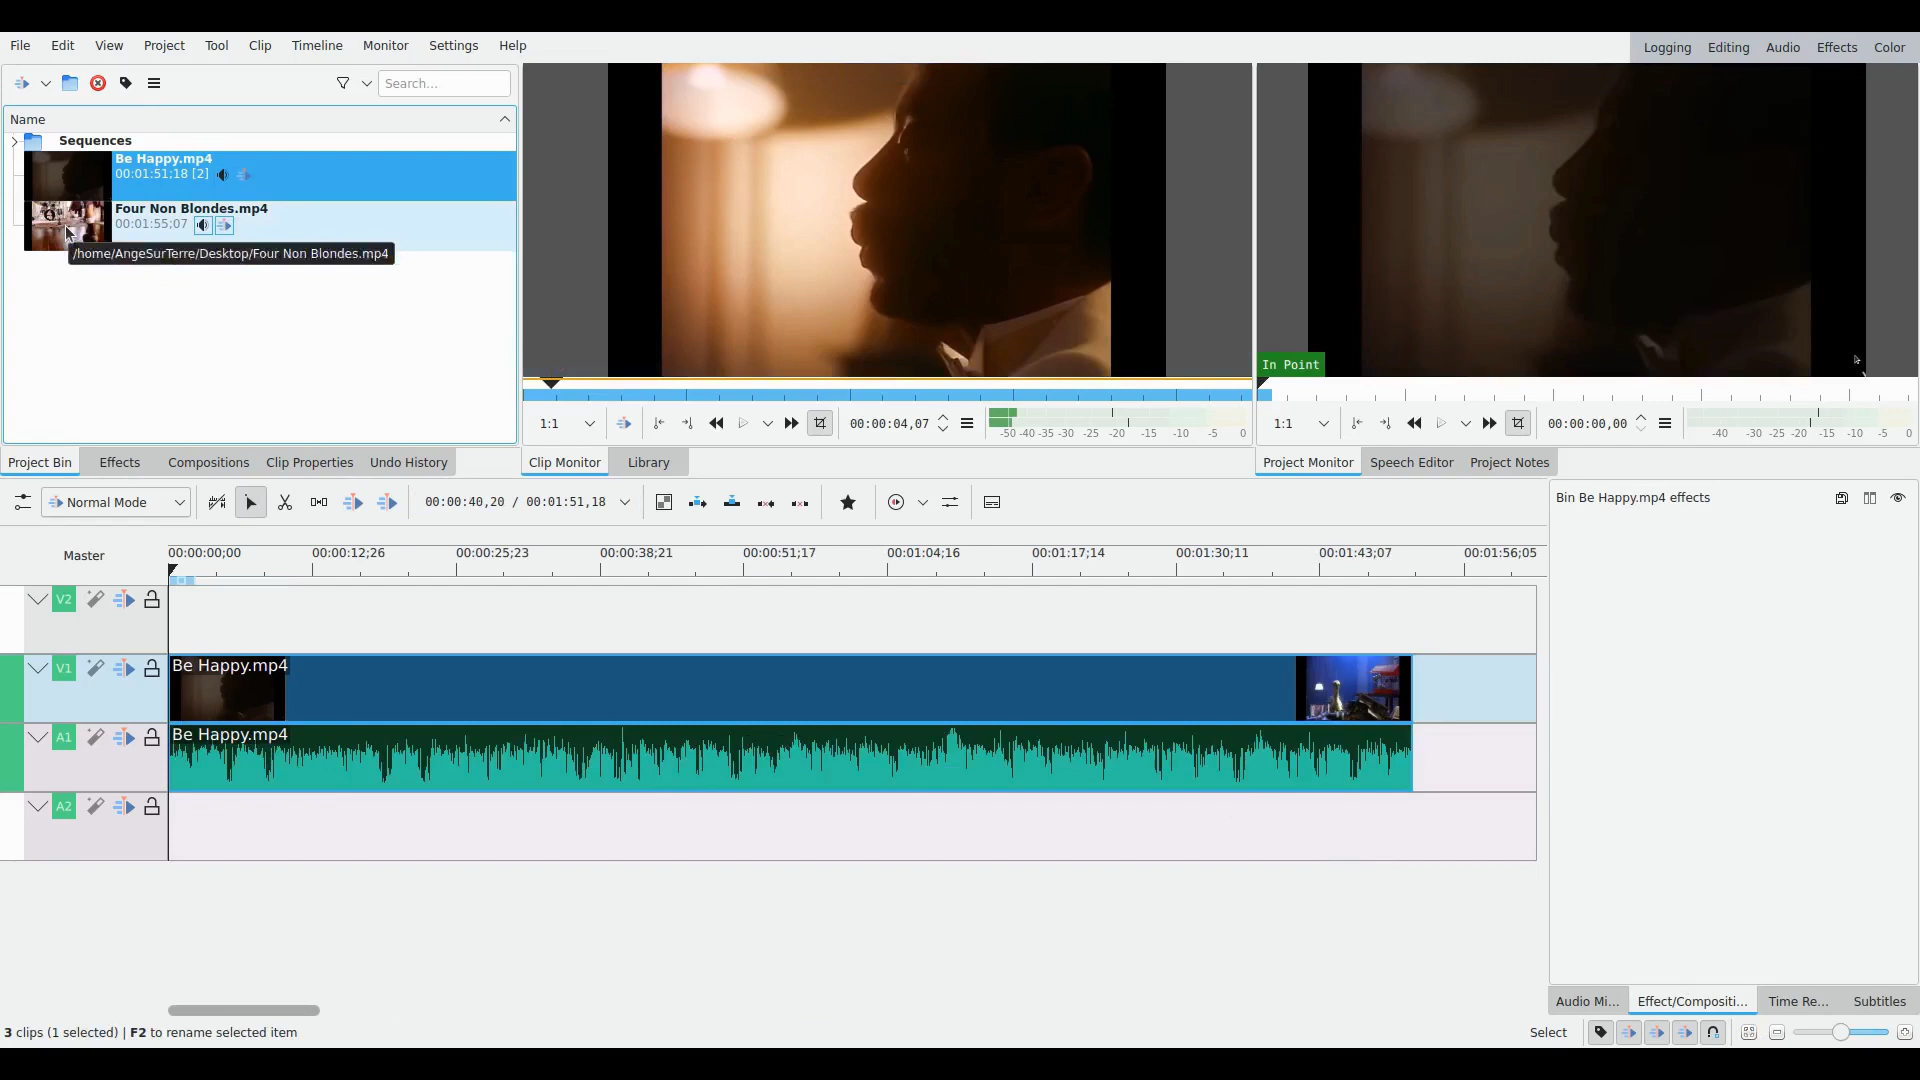 File Edit View Project Tool Clip Timeline Monitor Settings Help
Logging Editing Audio Effects Color
Search...
Name
Sequences
Be Happy.mp4
00:01:51;18 [2]
Four Non Blondes.mp4
00:01:55;07
/home/AngeSurTerre/Desktop/Four Non Blondes.mp4
In Point
1:1
00:00:04,07
-50 -40 -35 -30 -25 -20 -15 -10 -5 0
1:1
00:00:00,00
-40 -30 -25 -20 -15 -10 -5 0
Project Bin Effects Compositions Clip Properties Undo History
Clip Monitor Library
Project Monitor Speech Editor Project Notes
Normal Mode
00:00:40,20 / 00:01:51,18
Bin Be Happy.mp4 effects
Master
00:00:00;00 00:00:12;26 00:00:25;23 00:00:38;21 00:00:51;17 00:01:04;16 00:01:17;14 00:01:30;11 00:01:43;07 00:01:56;05
V2
V1
Be Happy.mp4
A1
Be Happy.mp4
A2
Audio Mi... Effect/Compositi... Time Re... Subtitles
3 clips (1 selected) | F2 to rename selected item
Select